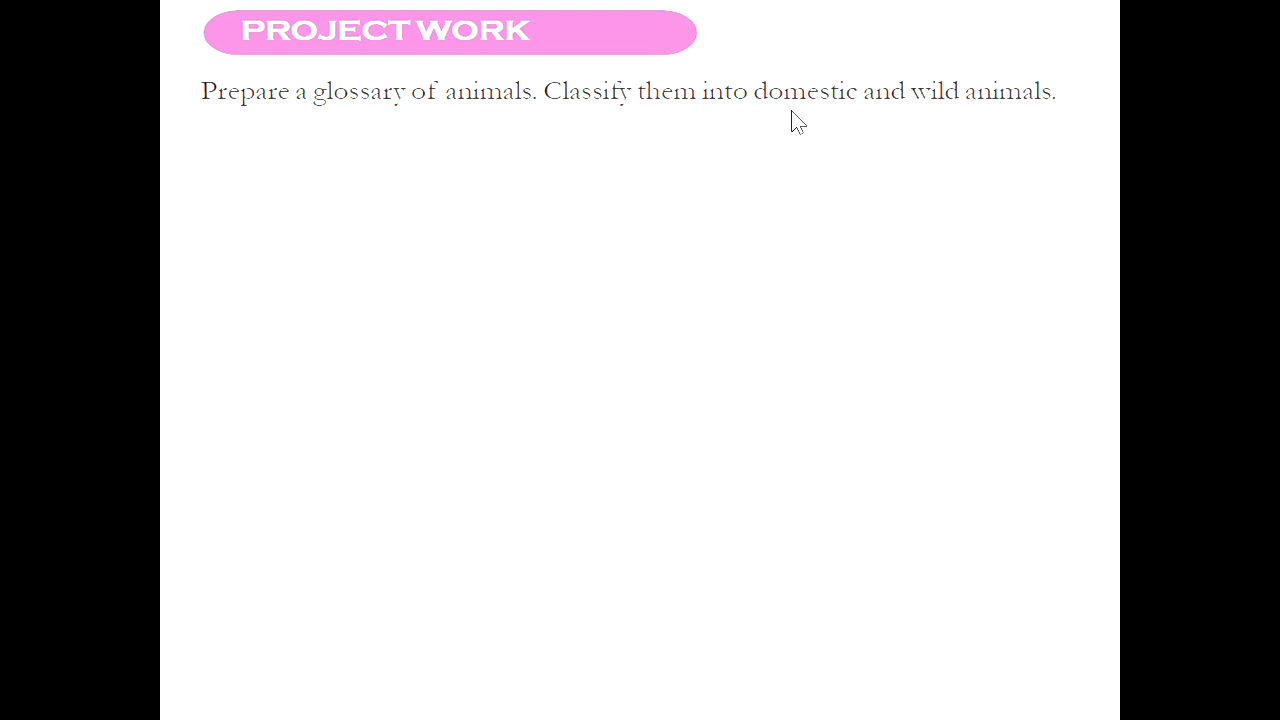 PROJECT WORK
Prepare a glossary of animals. Classify them into domestic and wild animals.